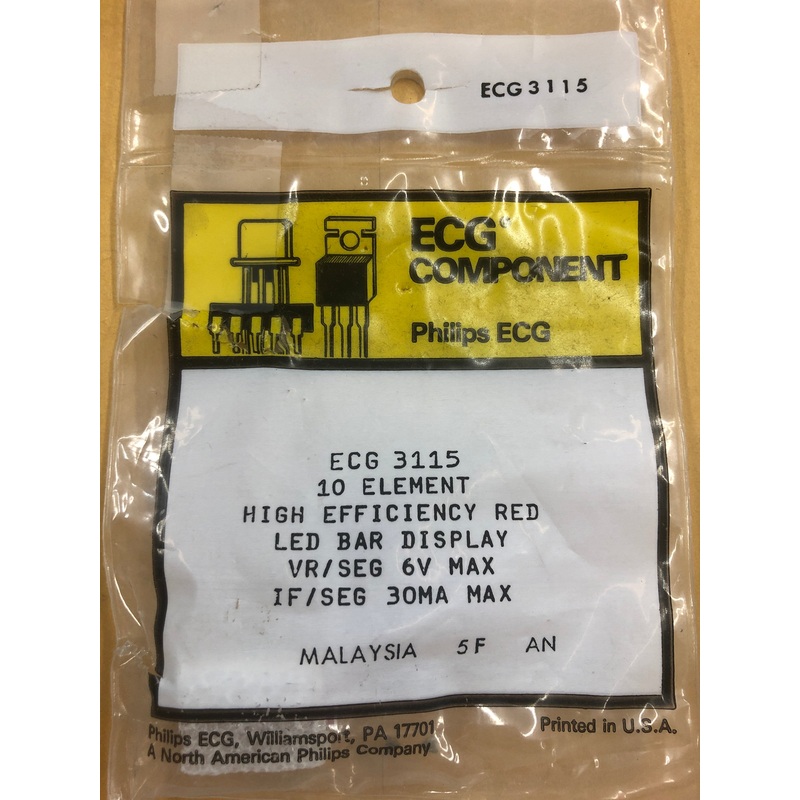 ECG 3115
ECG®
COMPONENT
Philips ECG
ECG 3115
10 ELEMENT
HIGH EFFICIENCY RED
LED BAR DISPLAY
VR/SEG 6V MAX
IF/SEG 30MA MAX
MALAYSIA 5F AN
Philips ECG, Williamsport, PA 17701
A North American Philips Company
Printed in U.S.A.